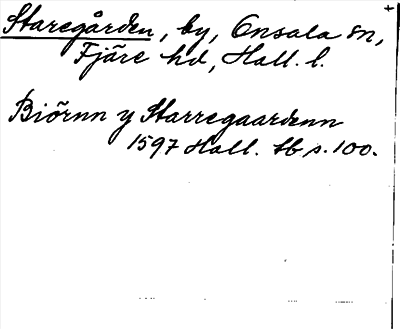 Staregården, by, Onsala sn,
Fjäre hd, Hall. l.
Biörnn y Starregaardenn
1597 Hall. tb s. 100.